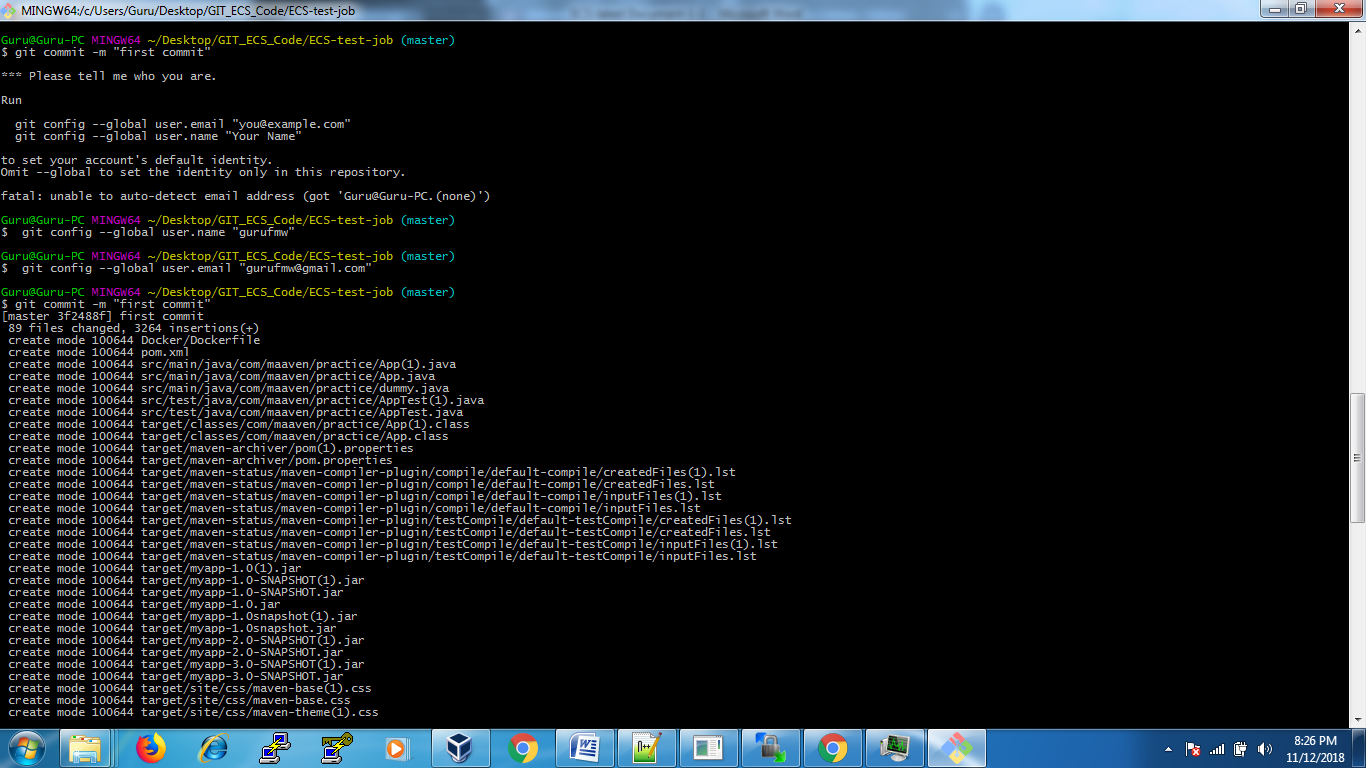 MINGW64:/c/Users/Guru/Desktop/GIT_ECS_Code/ECS-test-job
Guru@Guru-PC MINGW64 ~/Desktop/GIT_ECS_Code/ECS-test-job (master)
$ git commit -m "first commit"
*** Please tell me who you are.
Run
  git config --global user.email "you@example.com"
  git config --global user.name "Your Name"
to set your account's default identity.
Omit --global to set the identity only in this repository.
fatal: unable to auto-detect email address (got 'Guru@Guru-PC.(none)')
Guru@Guru-PC MINGW64 ~/Desktop/GIT_ECS_Code/ECS-test-job (master)
$  git config --global user.name "gurufmw"
Guru@Guru-PC MINGW64 ~/Desktop/GIT_ECS_Code/ECS-test-job (master)
$  git config --global user.email "gurufmw@gmail.com"
Guru@Guru-PC MINGW64 ~/Desktop/GIT_ECS_Code/ECS-test-job (master)
$ git commit -m "first commit"
[master 3f2488f] first commit
 89 files changed, 3264 insertions(+)
 create mode 100644 Docker/Dockerfile
 create mode 100644 pom.xml
 create mode 100644 src/main/java/com/maaven/practice/App(1).java
 create mode 100644 src/main/java/com/maaven/practice/App.java
 create mode 100644 src/main/java/com/maaven/practice/dummy.java
 create mode 100644 src/test/java/com/maaven/practice/AppTest(1).java
 create mode 100644 src/test/java/com/maaven/practice/AppTest.java
 create mode 100644 target/classes/com/maaven/practice/App(1).class
 create mode 100644 target/classes/com/maaven/practice/App.class
 create mode 100644 target/maven-archiver/pom(1).properties
 create mode 100644 target/maven-archiver/pom.properties
 create mode 100644 target/maven-status/maven-compiler-plugin/compile/default-compile/createdFiles(1).lst
 create mode 100644 target/maven-status/maven-compiler-plugin/compile/default-compile/createdFiles.lst
 create mode 100644 target/maven-status/maven-compiler-plugin/compile/default-compile/inputFiles(1).lst
 create mode 100644 target/maven-status/maven-compiler-plugin/compile/default-compile/inputFiles.lst
 create mode 100644 target/maven-status/maven-compiler-plugin/testCompile/default-testCompile/createdFiles(1).lst
 create mode 100644 target/maven-status/maven-compiler-plugin/testCompile/default-testCompile/createdFiles.lst
 create mode 100644 target/maven-status/maven-compiler-plugin/testCompile/default-testCompile/inputFiles(1).lst
 create mode 100644 target/maven-status/maven-compiler-plugin/testCompile/default-testCompile/inputFiles.lst
 create mode 100644 target/myapp-1.0(1).jar
 create mode 100644 target/myapp-1.0-SNAPSHOT(1).jar
 create mode 100644 target/myapp-1.0-SNAPSHOT.jar
 create mode 100644 target/myapp-1.0.jar
 create mode 100644 target/myapp-1.0snapshot(1).jar
 create mode 100644 target/myapp-1.0snapshot.jar
 create mode 100644 target/myapp-2.0-SNAPSHOT(1).jar
 create mode 100644 target/myapp-2.0-SNAPSHOT.jar
 create mode 100644 target/myapp-3.0-SNAPSHOT(1).jar
 create mode 100644 target/myapp-3.0-SNAPSHOT.jar
 create mode 100644 target/site/css/maven-base(1).css
 create mode 100644 target/site/css/maven-base.css
 create mode 100644 target/site/css/maven-theme(1).css
8:26 PM
11/12/2018